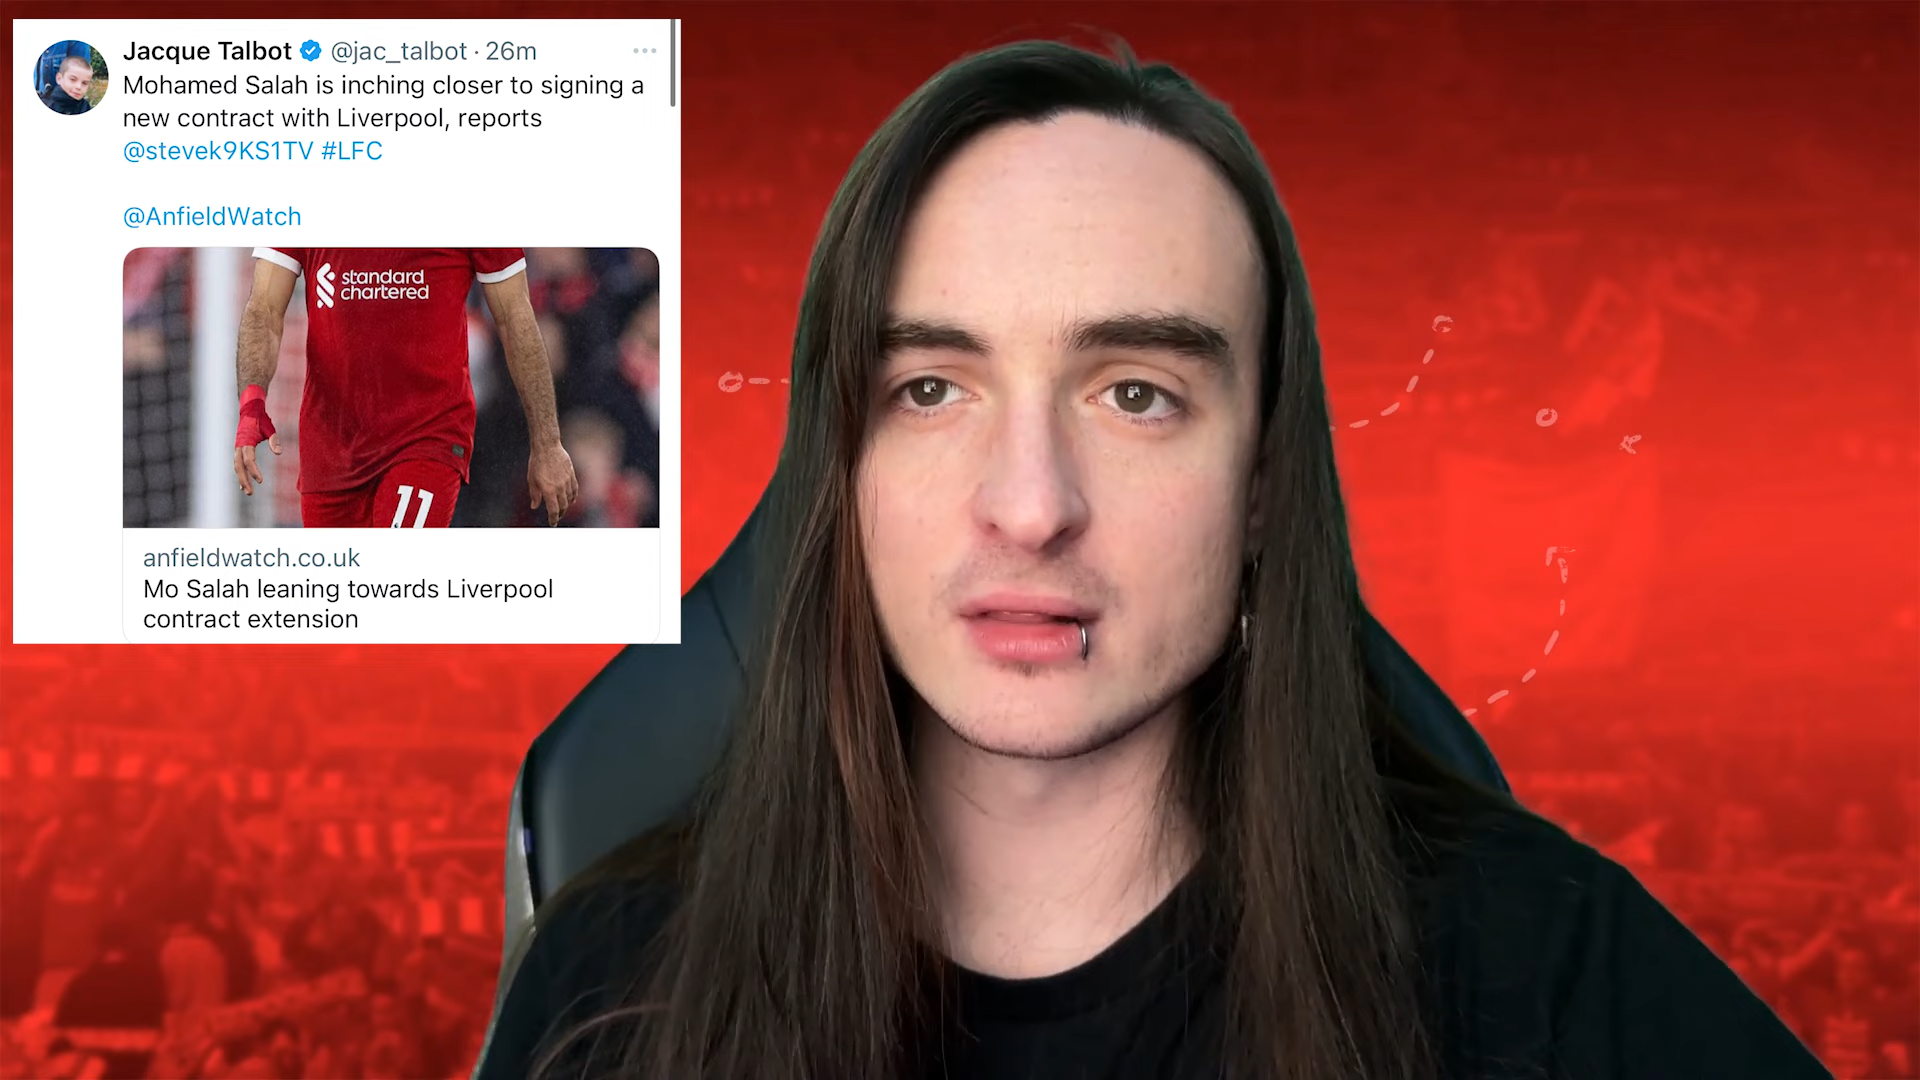 Jacque Talbot @jac_talbot · 26m
Mohamed Salah is inching closer to signing a
new contract with Liverpool, reports
@stevek9KS1TV #LFC
@AnfieldWatch
standard
chartered
11
anfieldwatch.co.uk
Mo Salah leaning towards Liverpool
contract extension